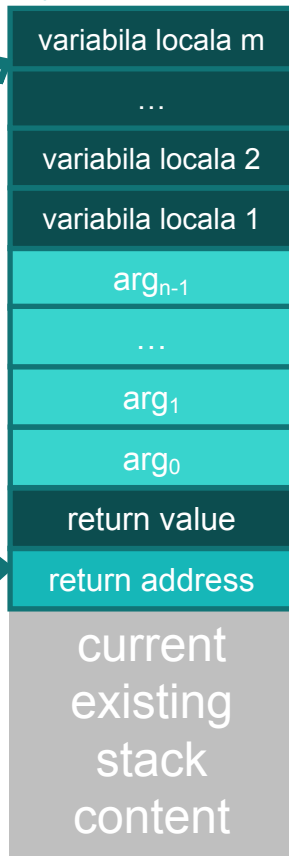 variabila locala m
...
variabila locala 2
variabila locala 1
argn-1
...
arg1
arg0
return value
return address
current
existing
stack
content